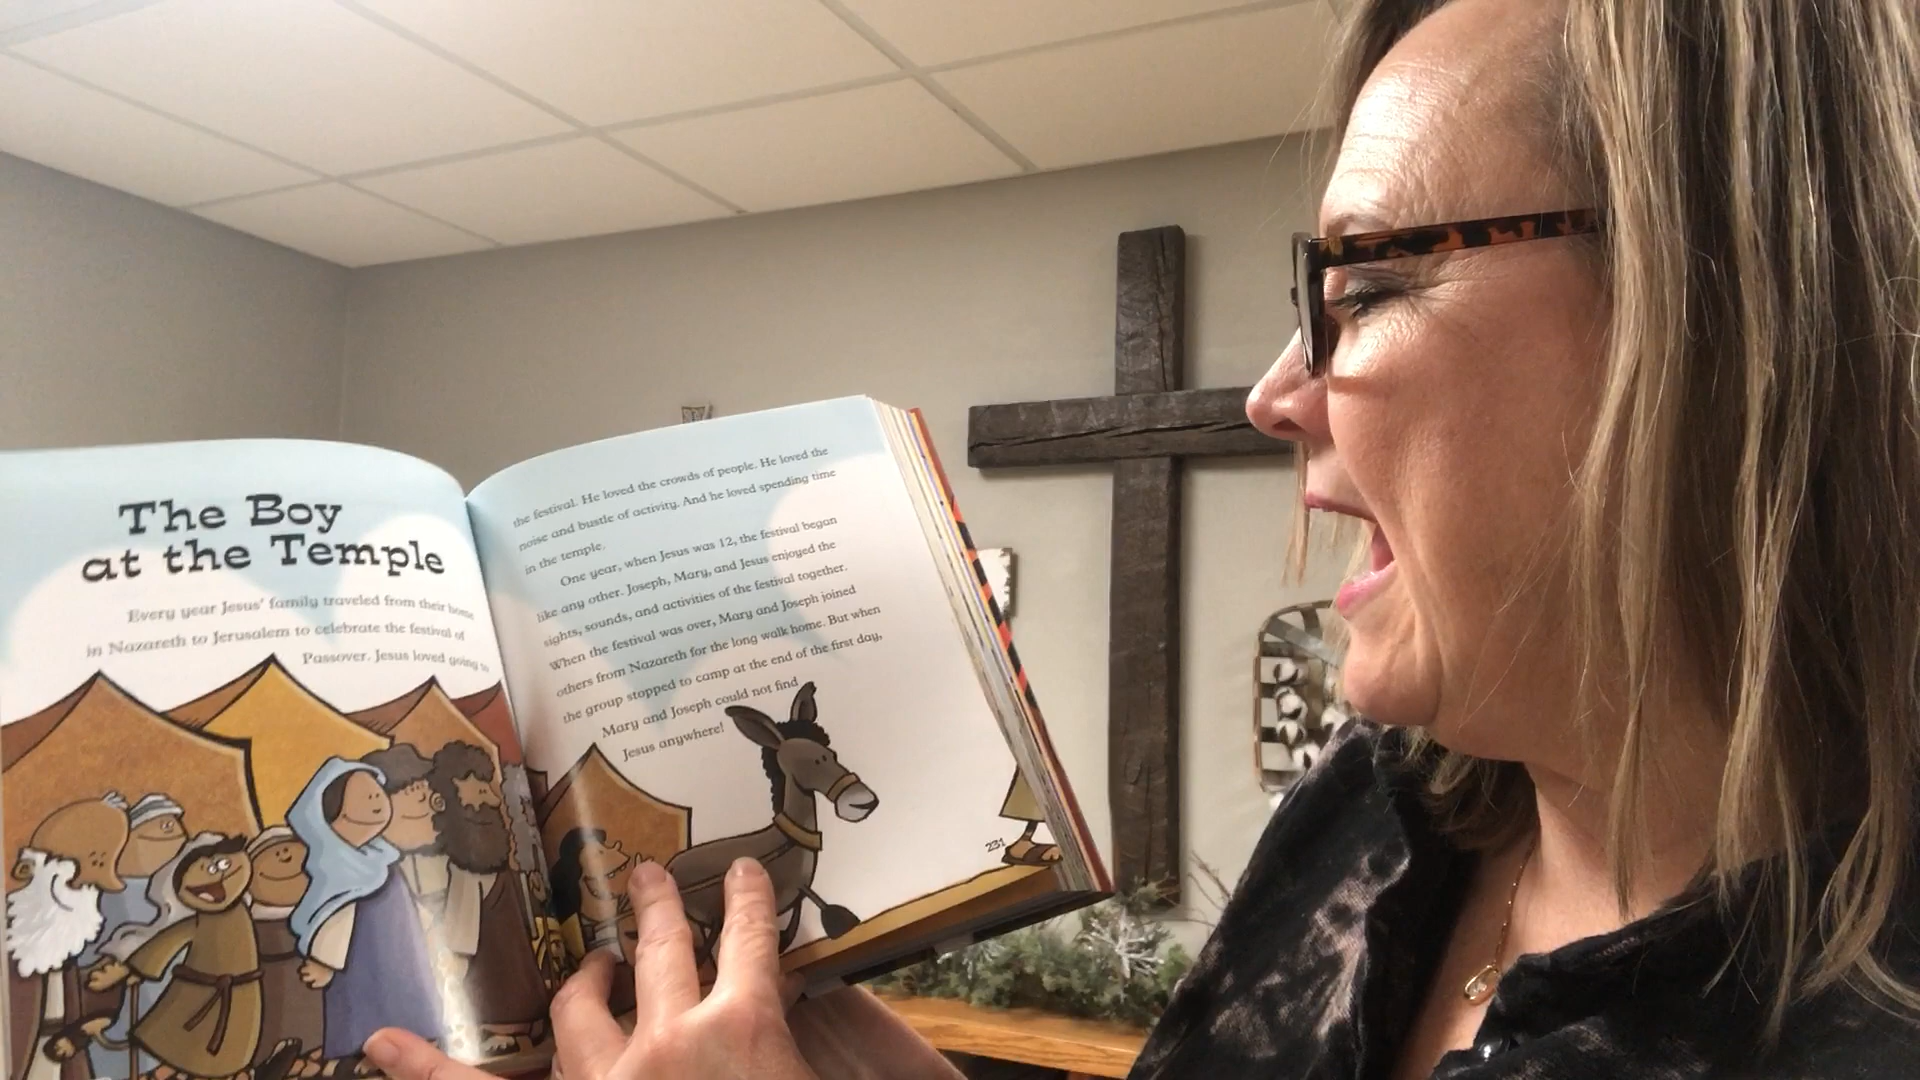 The Boy
at the Temple
Every year Jesus' family traveled from their home
in Nazareth to Jerusalem to celebrate the festival of
Passover. Jesus loved going to
the festival. He loved the crowds of people. He loved the
noise and bustle of activity. And he loved spending time
in the temple.
One year, when Jesus was 12, the festival began
like any other. Joseph, Mary, and Jesus enjoyed the
sights, sounds, and activities of the festival together.
When the festival was over, Mary and Joseph joined
others from Nazareth for the long walk home. But when
the group stopped to camp at the end of the first day,
Mary and Joseph could not find
Jesus anywhere!
231